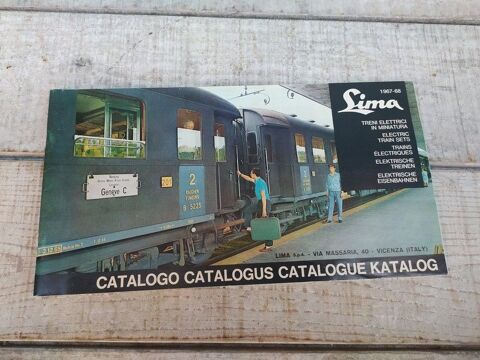 1967-68
Lima
TRENI ELETTRICI
IN MINIATURA
ELECTRIC
TRAIN SETS
TRAINS
ÉLECTRIQUES
ELEKTRISCHE
TREINEN
ELEKTRISCHE
EISENBAHNEN
2
Genève C
LIMA S.p.A. - VIA MASSARIA, 40 - VICENZA (ITALY)
CATALOGO CATALOGUS CATALOGUE KATALOG